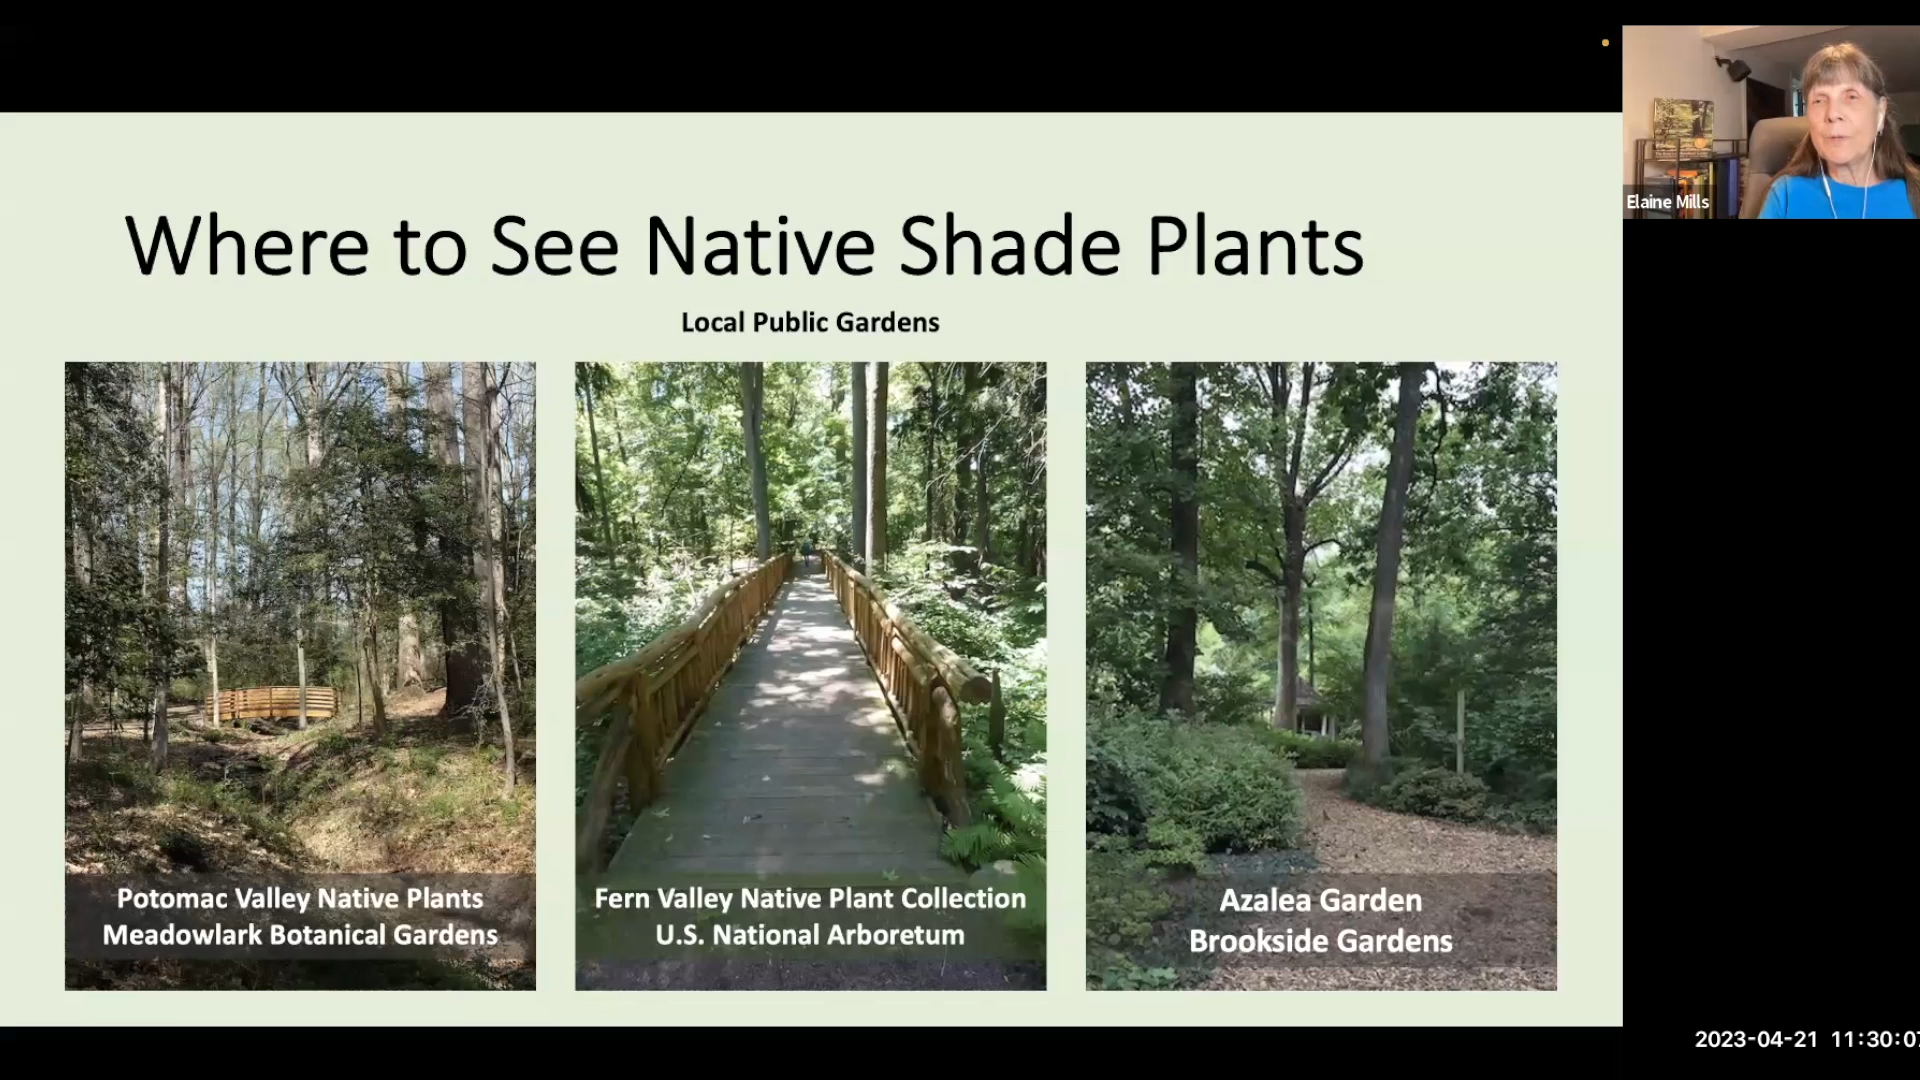 Where to See Native Shade Plants
Local Public Gardens
Potomac Valley Native Plants
Meadowlark Botanical Gardens
Fern Valley Native Plant Collection
U.S. National Arboretum
Azalea Garden
Brookside Gardens
Elaine Mills
2023-04-21 11:30:07